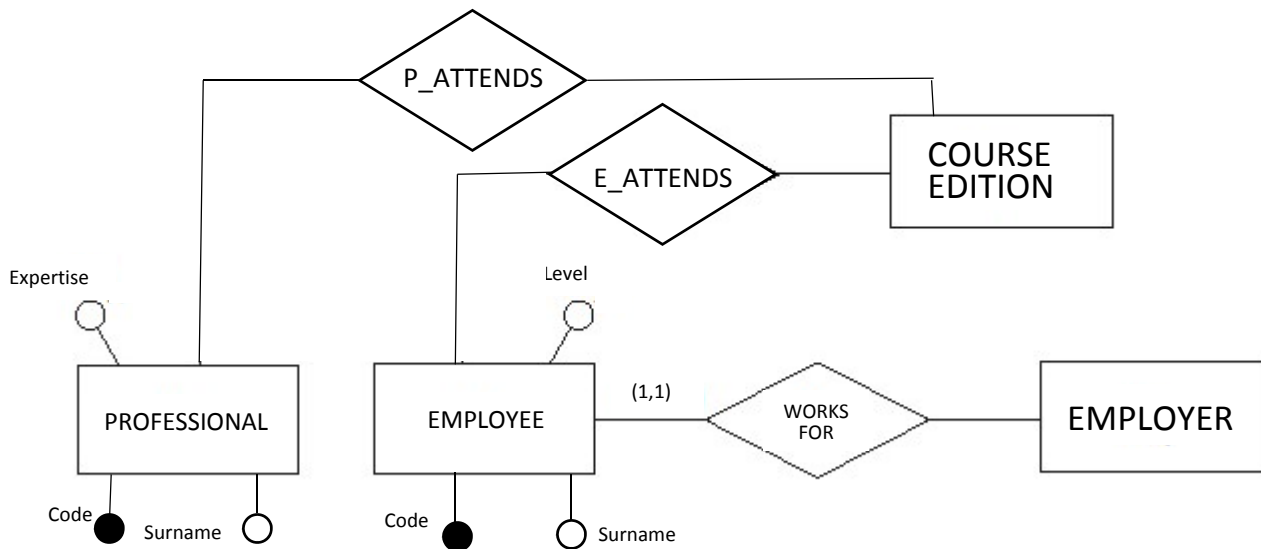 P_ATTENDS
COURSE
EDITION
E_ATTENDS
Expertise
Level
PROFESSIONAL
EMPLOYEE
(1,1)
WORKS
FOR
EMPLOYER
Code
Surname
Code
Surname